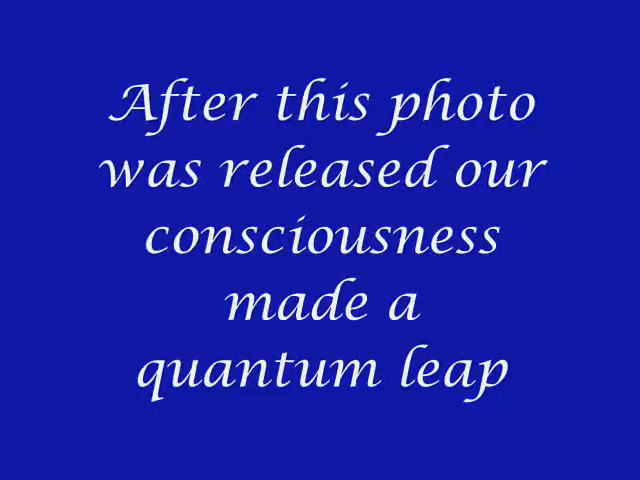 After this photo
was released our
consciousness
made a
quantum leap